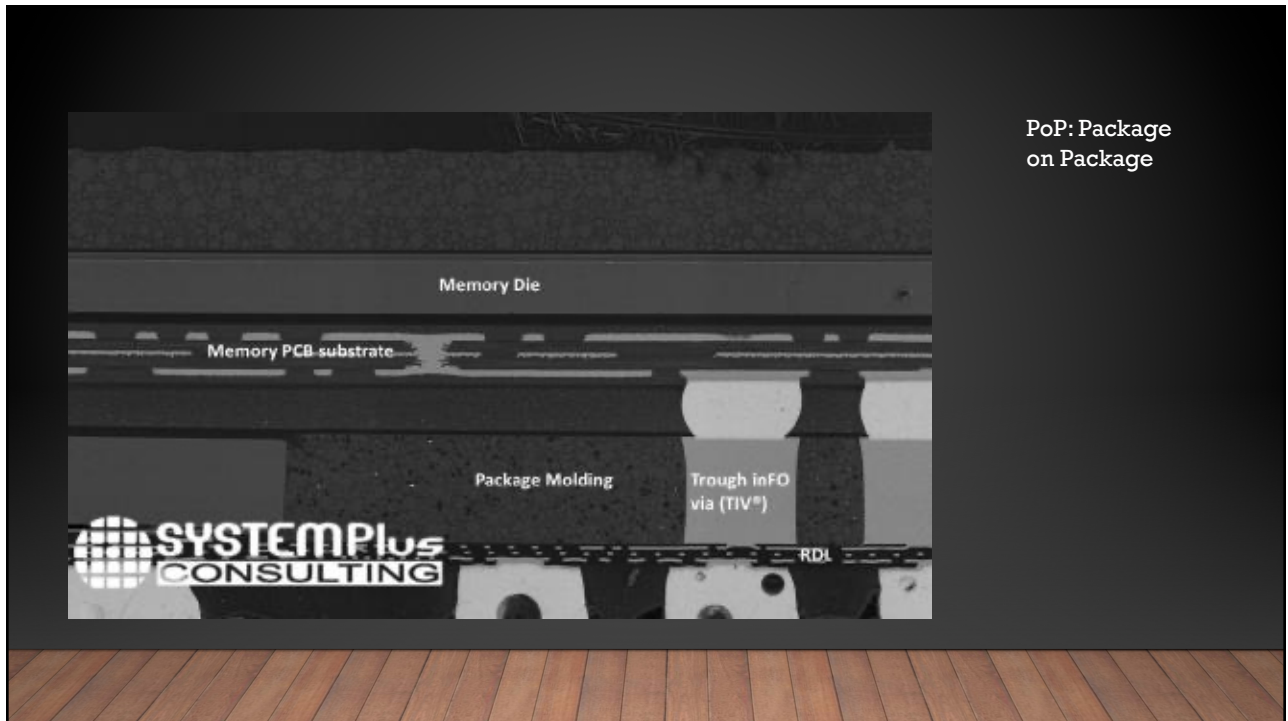 PoP: Package
on Package
Memory Die
Memory PCB substrate
Package Molding
Trough inFO
via (TIV®)
RDL
SYSTEMPlus
CONSULTING